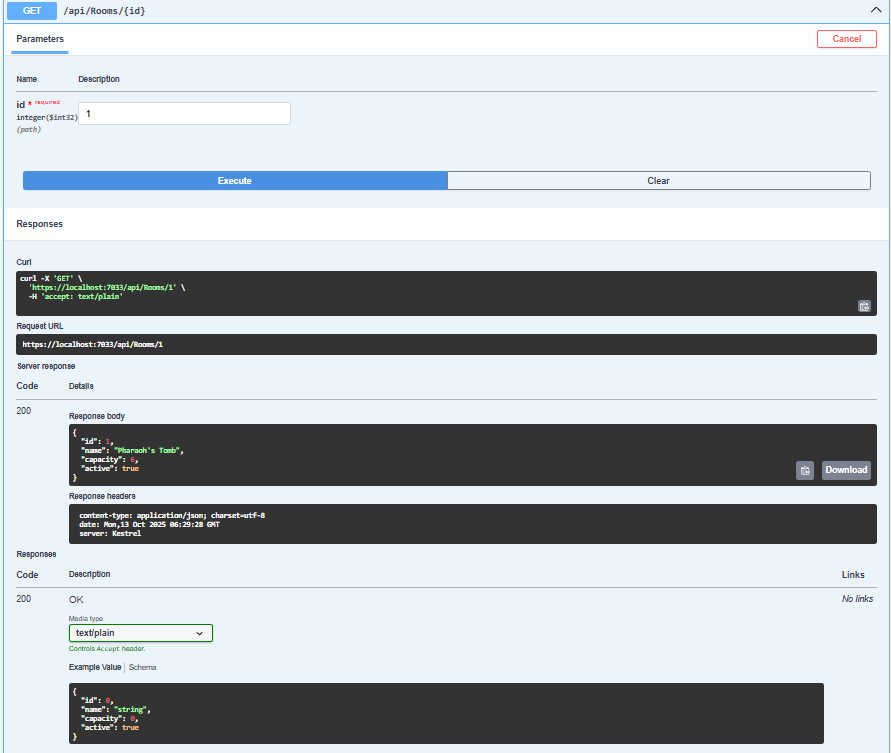 GET /api/Rooms/{id}
Parameters Cancel
Name Description
id * required
integer($int32)
(path)
1
Execute Clear
Responses
Curl
curl -X 'GET' \
'https://localhost:7033/api/Rooms/1' \
-H 'accept: text/plain'
Request URL
https://localhost:7033/api/Rooms/1
Server response
Code Details
200
Response body
{
"id": 1,
"name": "Pharaoh's Tomb",
"capacity": 6,
"active": true
}
Download
Response headers
content-type: application/json; charset=utf-8
date: Mon,13 Oct 2025 06:29:28 GMT
server: Kestrel
Responses
Code Description Links
200 OK No links
Media type
text/plain
Controls Accept header.
Example Value Schema
{
"id": 0,
"name": "string",
"capacity": 0,
"active": true
}